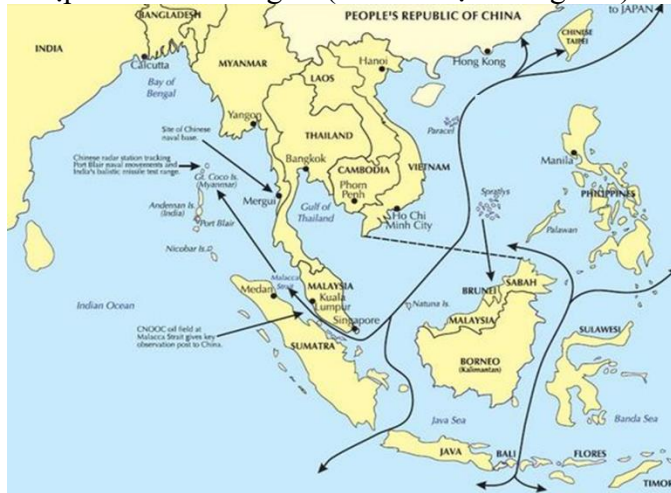 BANGLADESH
PEOPLE'S REPUBLIC OF CHINA
to JAPAN
CHINESE
TAIPEI
INDIA
Calcutta
MYANMAR
Hanoi
Hong Kong
Bay of
Bengal
LAOS
Yangon
Site of Chinese
naval base.
THAILAND
Paracel
Manila
Chinese radar station tracking
Port Blair naval movements and
India's balistic missile test range.
Bangkok
VIETNAM
CAMBODIA
Phorn
Penh
Gt. Coco Is.
(Myanmar)
Mergui
Gulf of
Thailand
Ho Chi
Minh City
Spratlys
PHILIPPINES
Andeman Is.
(India)
Port Blair
Palawan
Nicobar Is.
Malacca
Strait
Medan
MALAYSIA
Kuala
Lumpur
BRUNEI
SABAH
Indian Ocean
Natuna Is.
Singapore
MALAYSIA
SULAWESI
CNOOC oil field at
Malacca Strait gives key
observation post to China.
SUMATRA
BORNEO
(Kalimantan)
Java Sea
Banda Sea
JAVA
BALI
FLORES
TIMOR